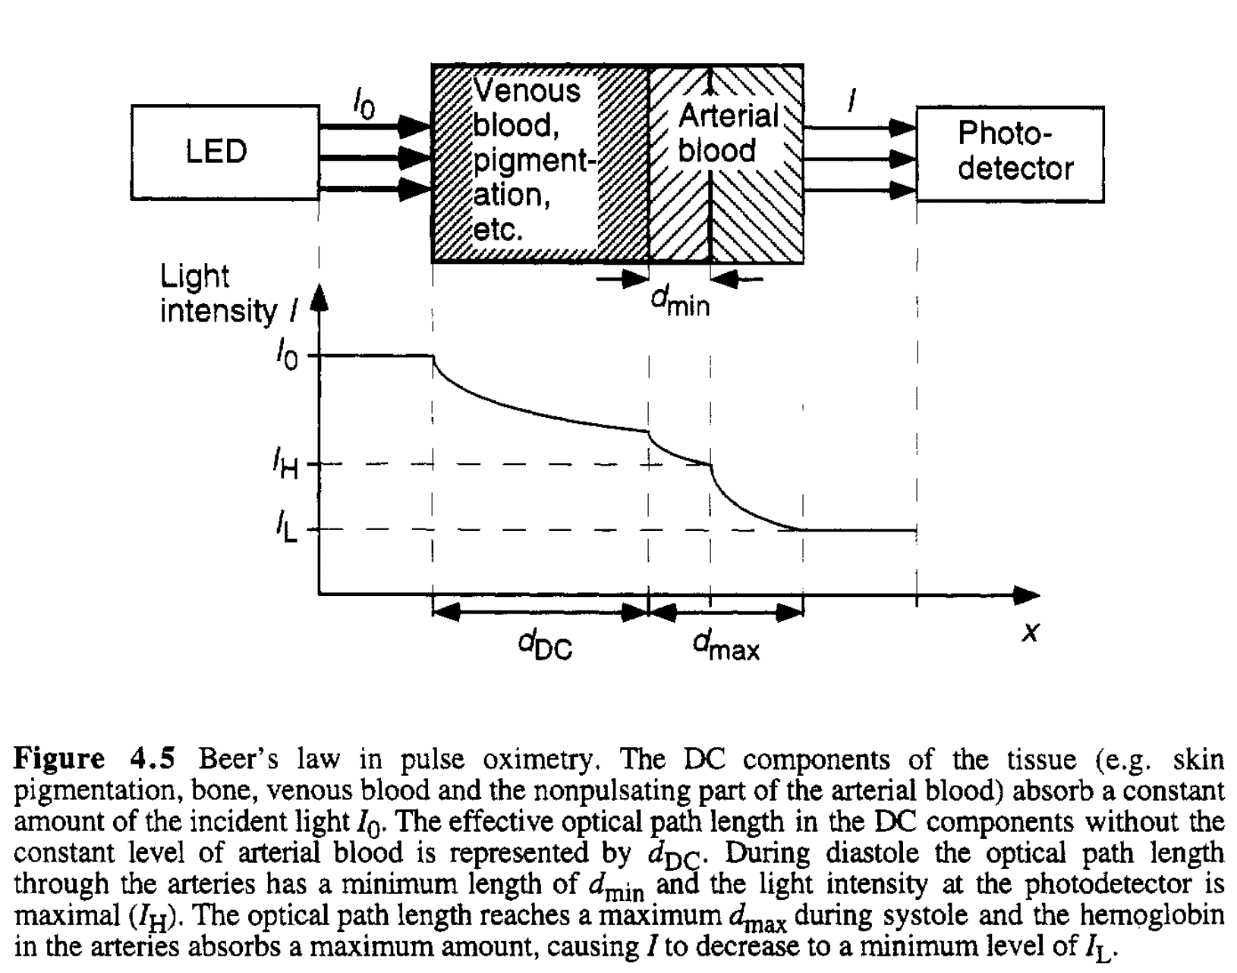 LED
I0
Venous
blood,
pigment-
ation,
etc.
Arterial
blood
I
Photo-
detector
dmin
Light
intensity I
I0
IH
IL
dDC
dmax
x
Figure 4.5 Beer's law in pulse oximetry. The DC components of the tissue (e.g. skin
pigmentation, bone, venous blood and the nonpulsating part of the arterial blood) absorb a constant
amount of the incident light I0. The effective optical path length in the DC components without the
constant level of arterial blood is represented by dDC. During diastole the optical path length
through the arteries has a minimum length of dmin and the light intensity at the photodetector is
maximal (IH). The optical path length reaches a maximum dmax during systole and the hemoglobin
in the arteries absorbs a maximum amount, causing I to decrease to a minimum level of IL.